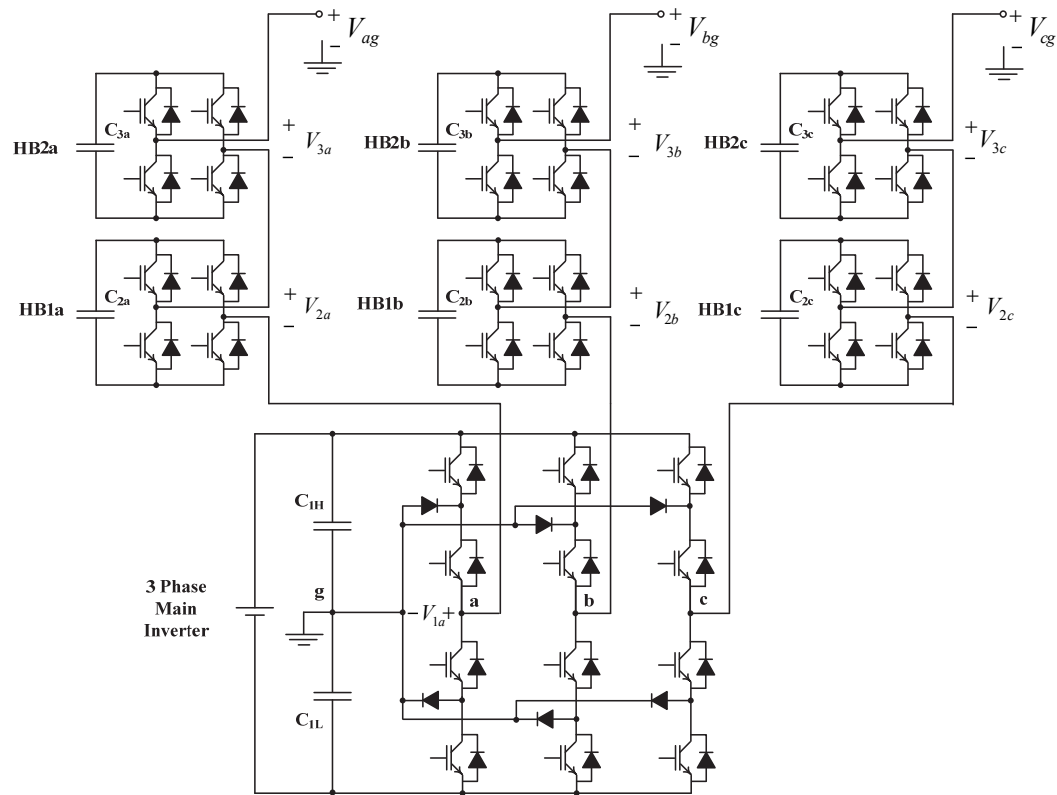 + + +
V_ag V_bg V_cg
− − −
C_3a C_3b C_3c
HB2a + HB2b + HB2c +
V_3a V_3b V_3c
− − −
C_2a C_2b C_2c
HB1a + HB1b + HB1c +
V_2a V_2b V_2c
− − −
C_1H
3 Phase
Main
Inverter
g
− V_1a +
a b c
C_1L